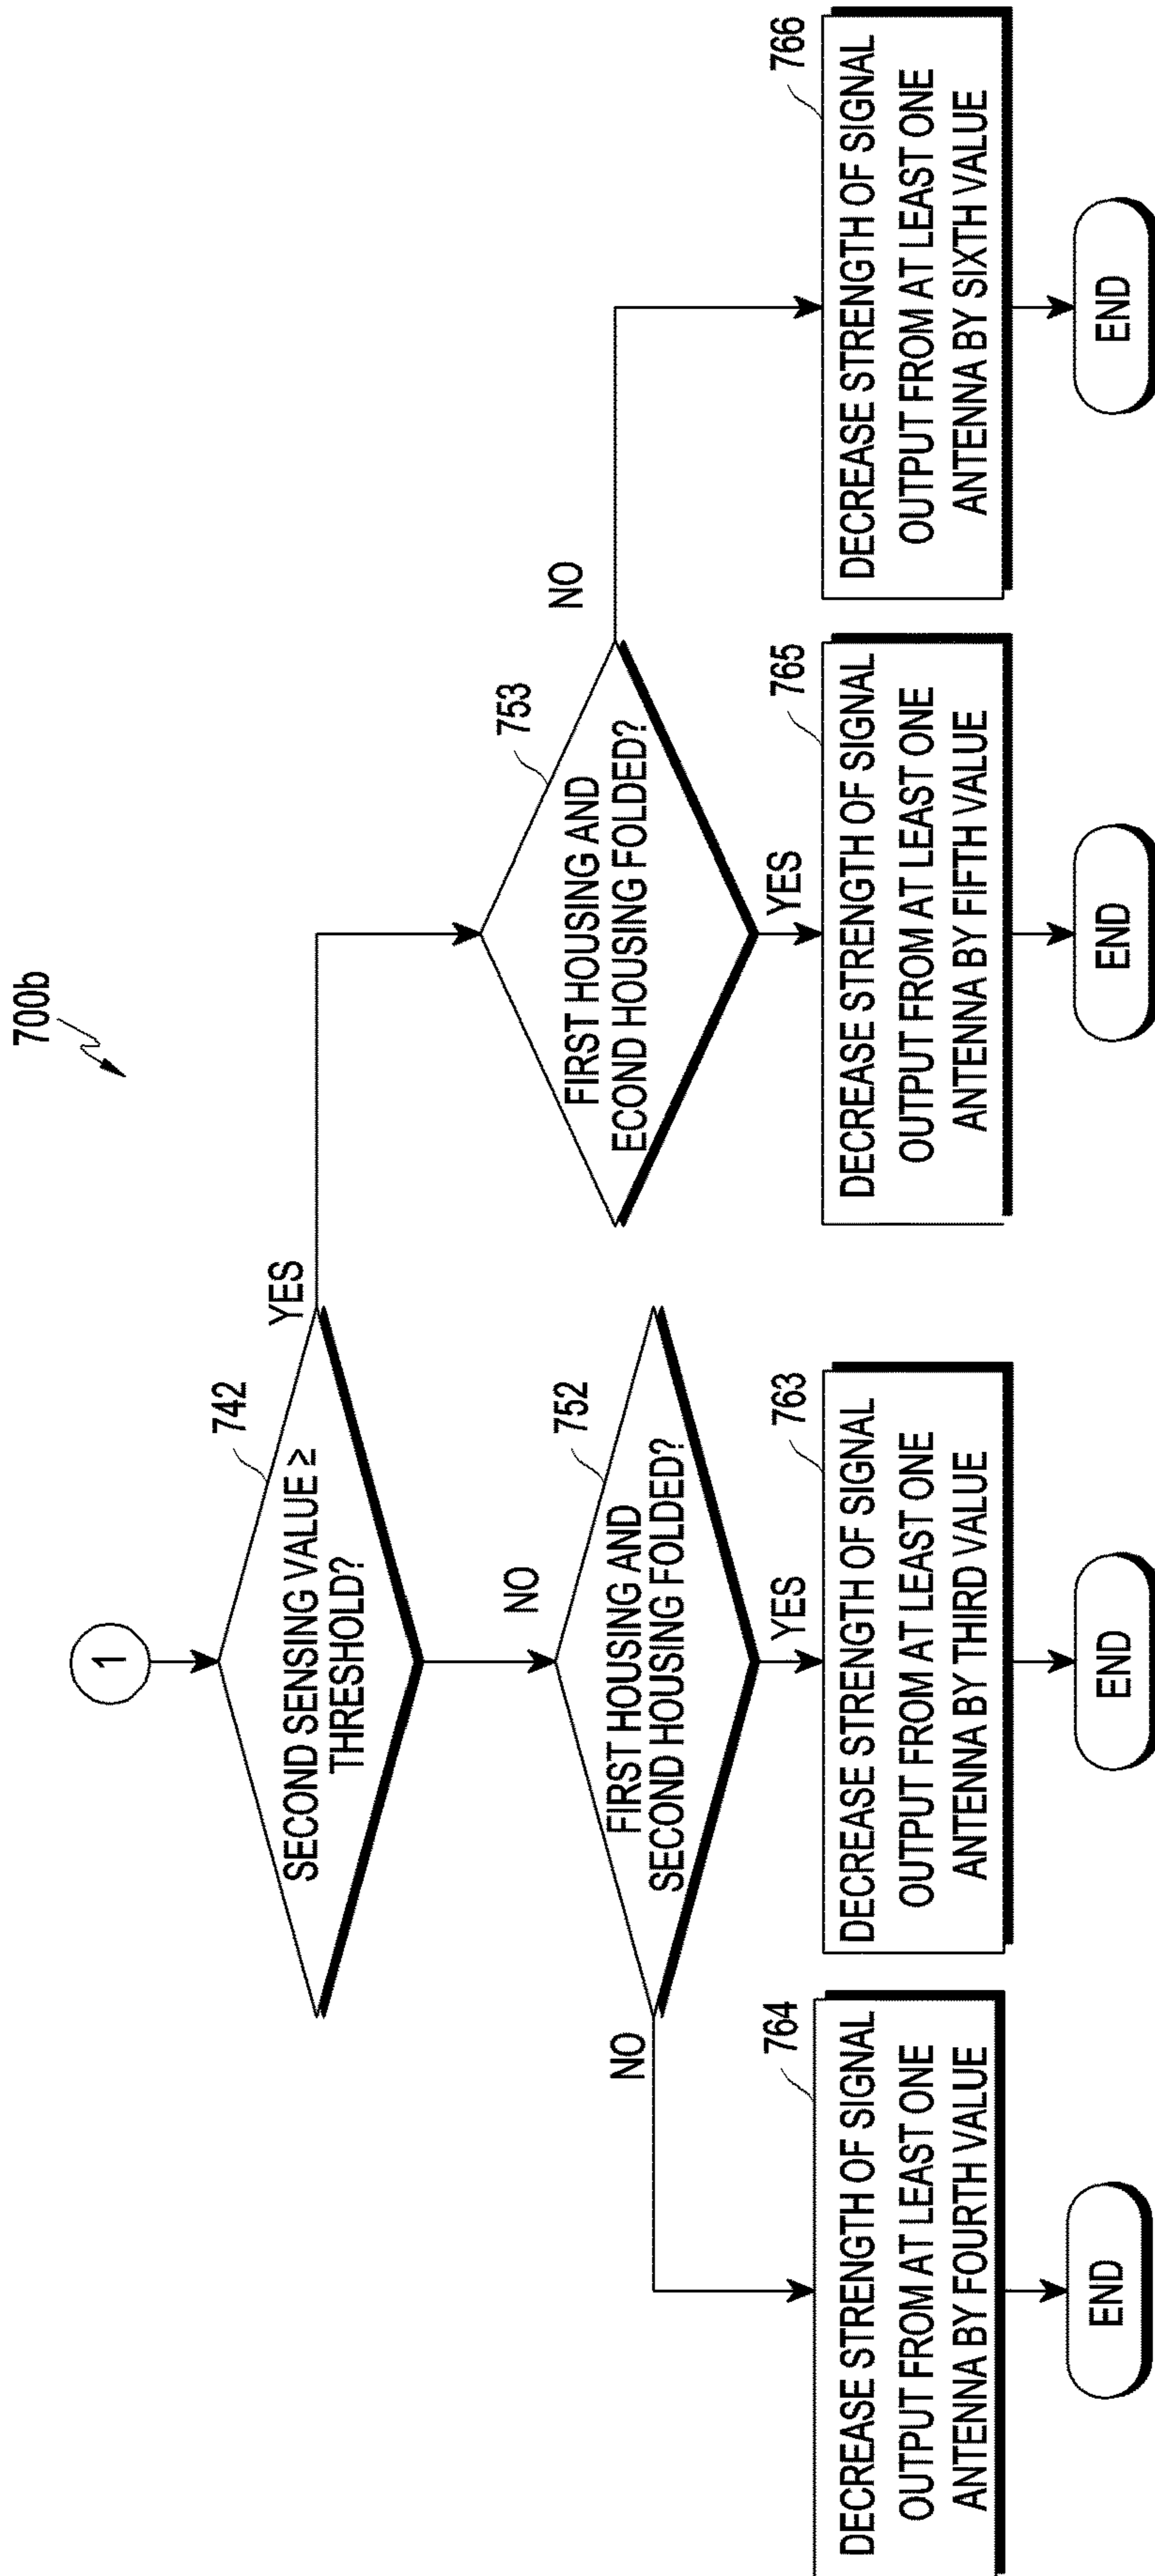 700b
1
742
SECOND SENSING VALUE ≥
THRESHOLD?
YES
NO
752
FIRST HOUSING AND
SECOND HOUSING FOLDED?
NO
YES
753
FIRST HOUSING AND
ECOND HOUSING FOLDED?
NO
YES
764
DECREASE STRENGTH OF SIGNAL
OUTPUT FROM AT LEAST ONE
ANTENNA BY FOURTH VALUE
END
763
DECREASE STRENGTH OF SIGNAL
OUTPUT FROM AT LEAST ONE
ANTENNA BY THIRD VALUE
END
765
DECREASE STRENGTH OF SIGNAL
OUTPUT FROM AT LEAST ONE
ANTENNA BY FIFTH VALUE
END
766
DECREASE STRENGTH OF SIGNAL
OUTPUT FROM AT LEAST ONE
ANTENNA BY SIXTH VALUE
END